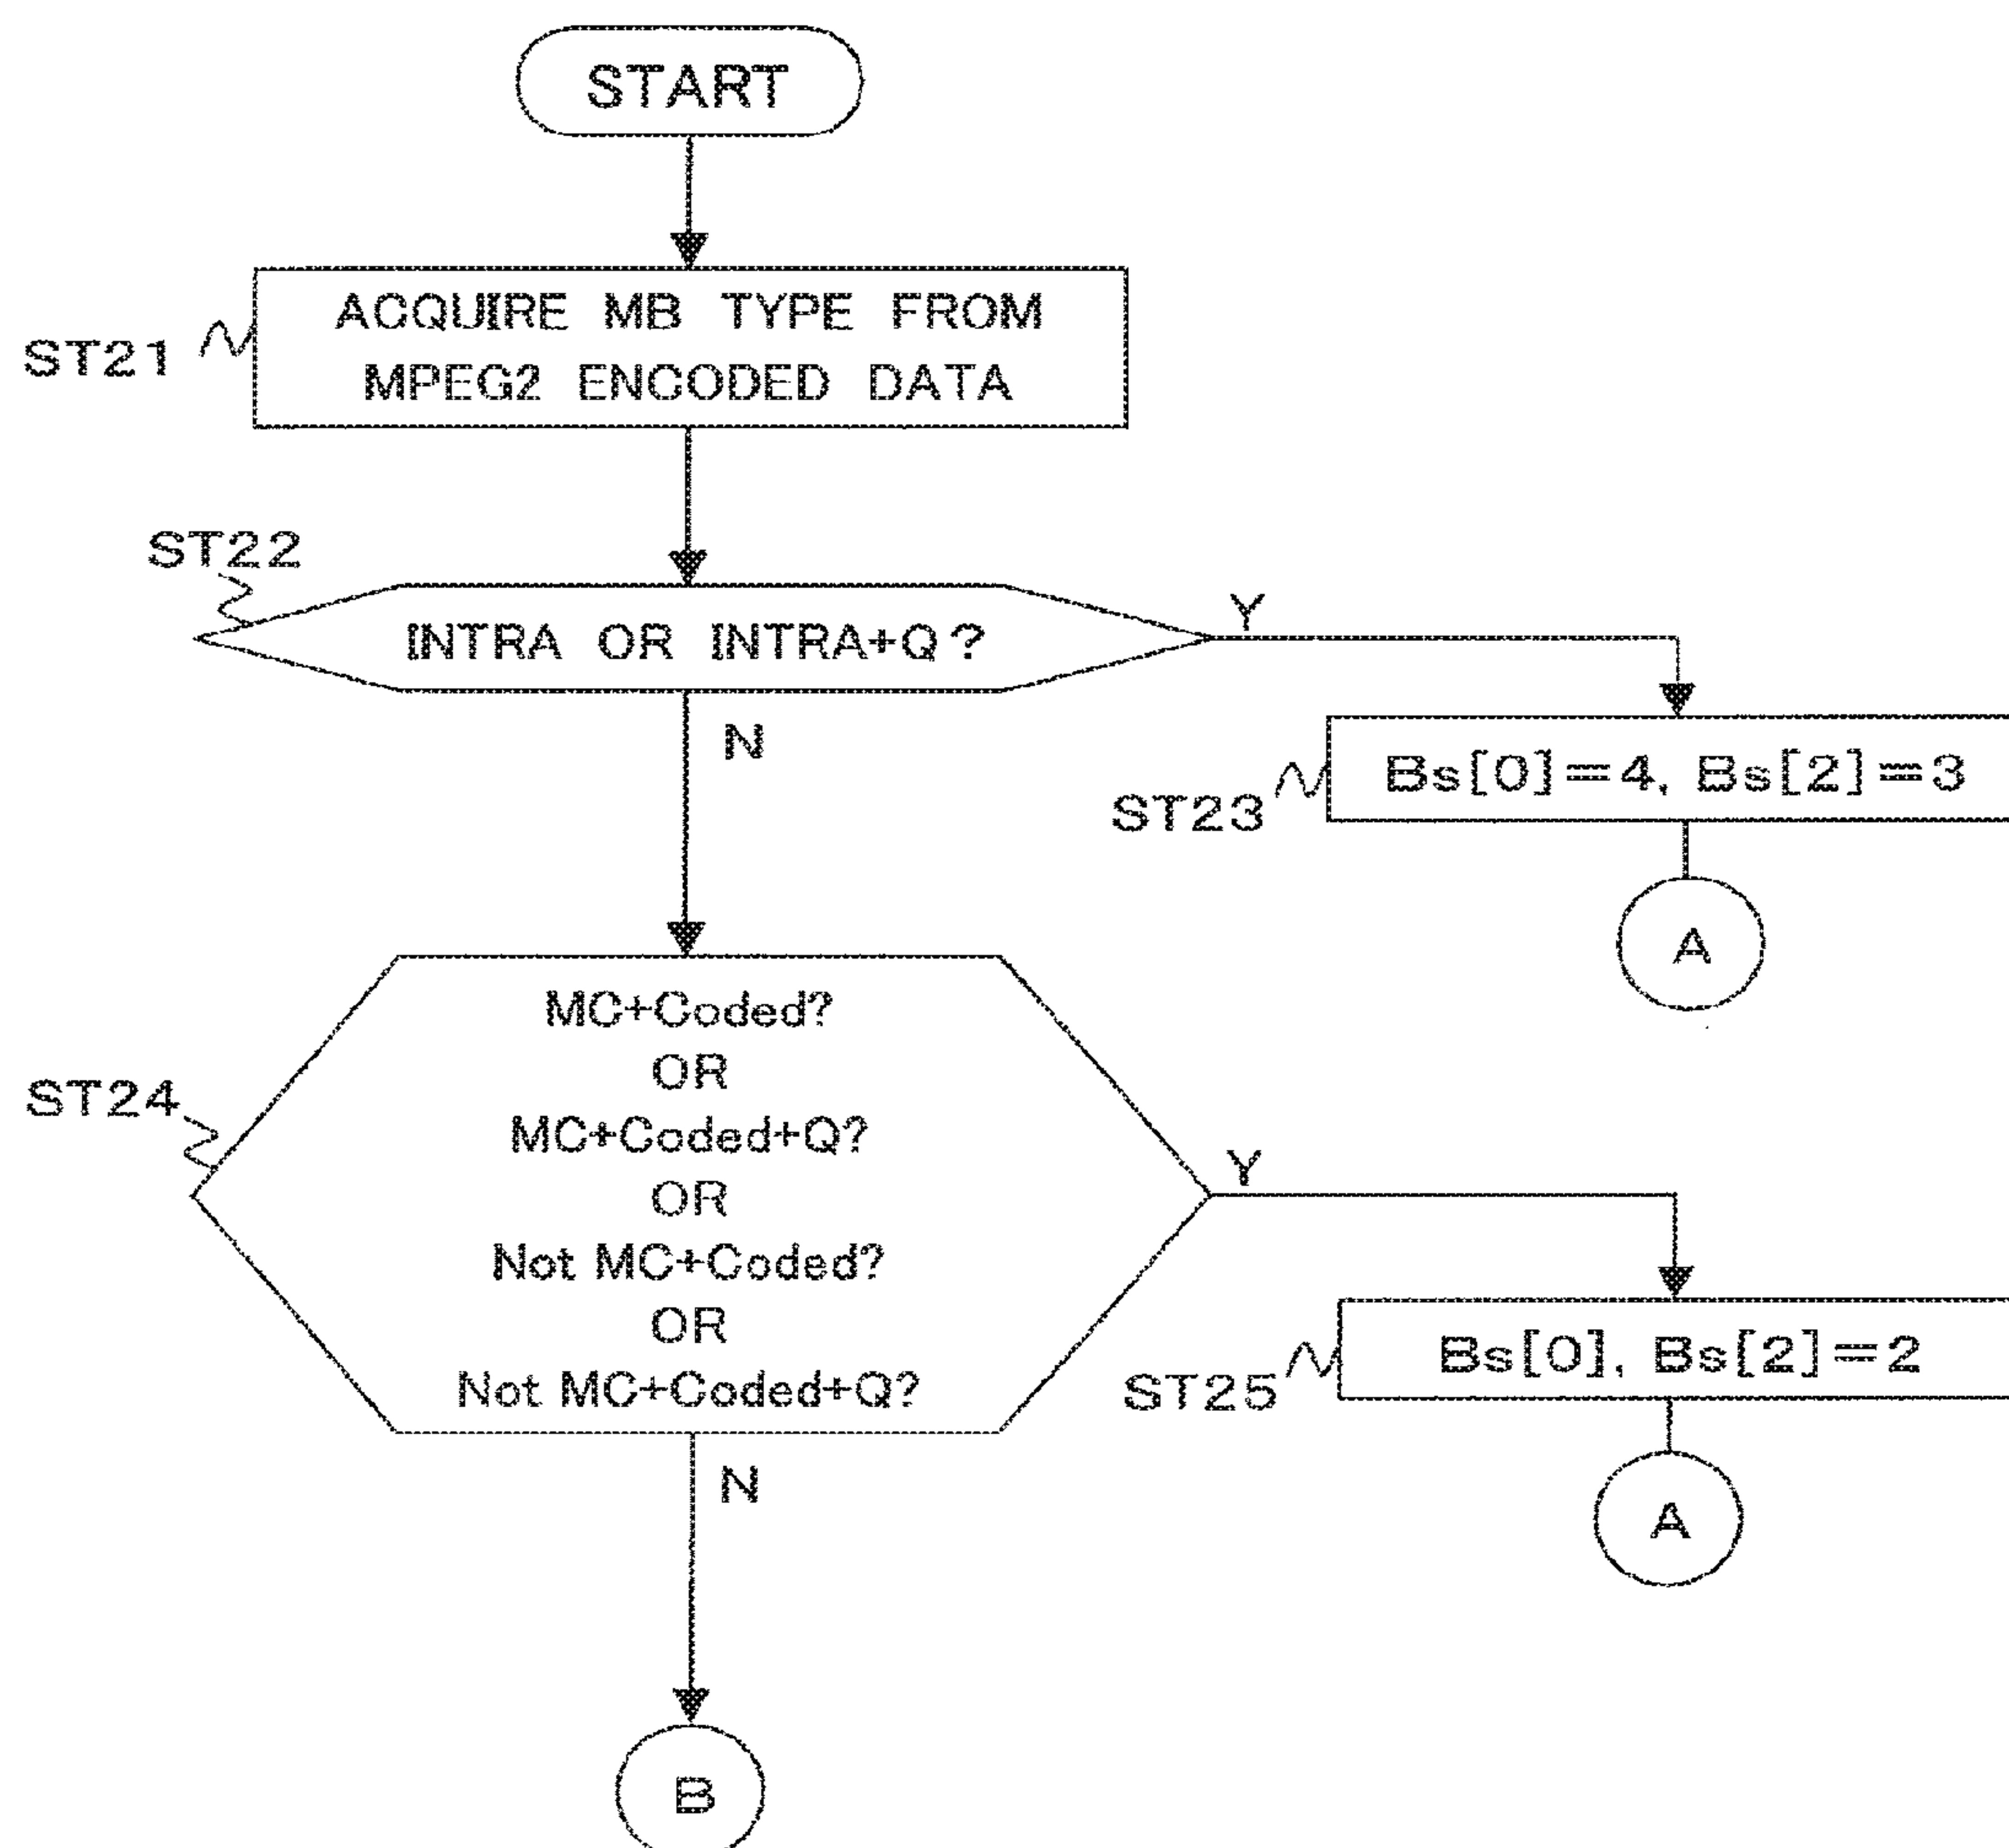 START
ACQUIRE MB TYPE FROM
MPEG2 ENCODED DATA
ST21
ST22
INTRA OR INTRA+Q?
Y
N
Bs[0]=4, Bs[2]=3
ST23
A
MC+Coded?
OR
MC+Coded+Q?
OR
Not MC+Coded?
OR
Not MC+Coded+Q?
ST24
Y
N
Bs[0], Bs[2]=2
ST25
A
B